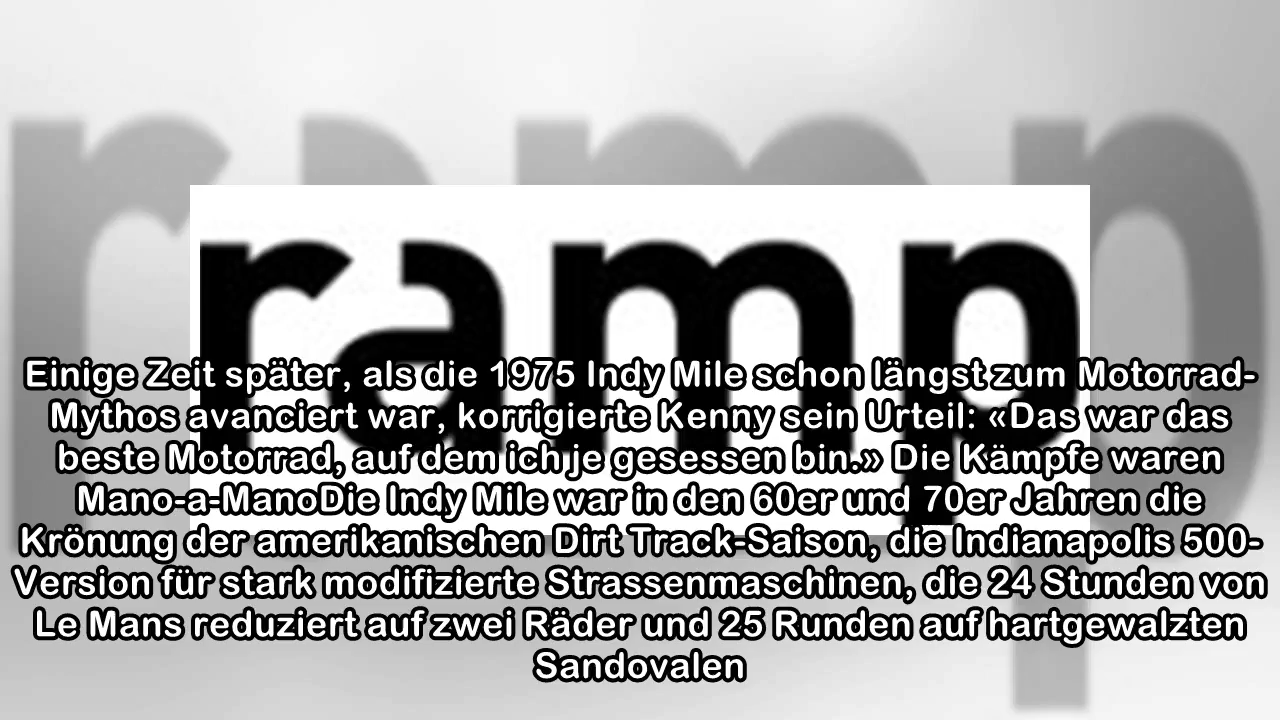 ramp
Einige Zeit später, als die 1975 Indy Mile schon längst zum Motorrad-
Mythos avanciert war, korrigierte Kenny sein Urteil: «Das war das
beste Motorrad, auf dem ich je gesessen bin.» Die Kämpfe waren
Mano-a-ManoDie Indy Mile war in den 60er und 70er Jahren die
Krönung der amerikanischen Dirt Track-Saison, die Indianapolis 500-
Version für stark modifizierte Strassenmaschinen, die 24 Stunden von
Le Mans reduziert auf zwei Räder und 25 Runden auf hartgewalzten
Sandovalen